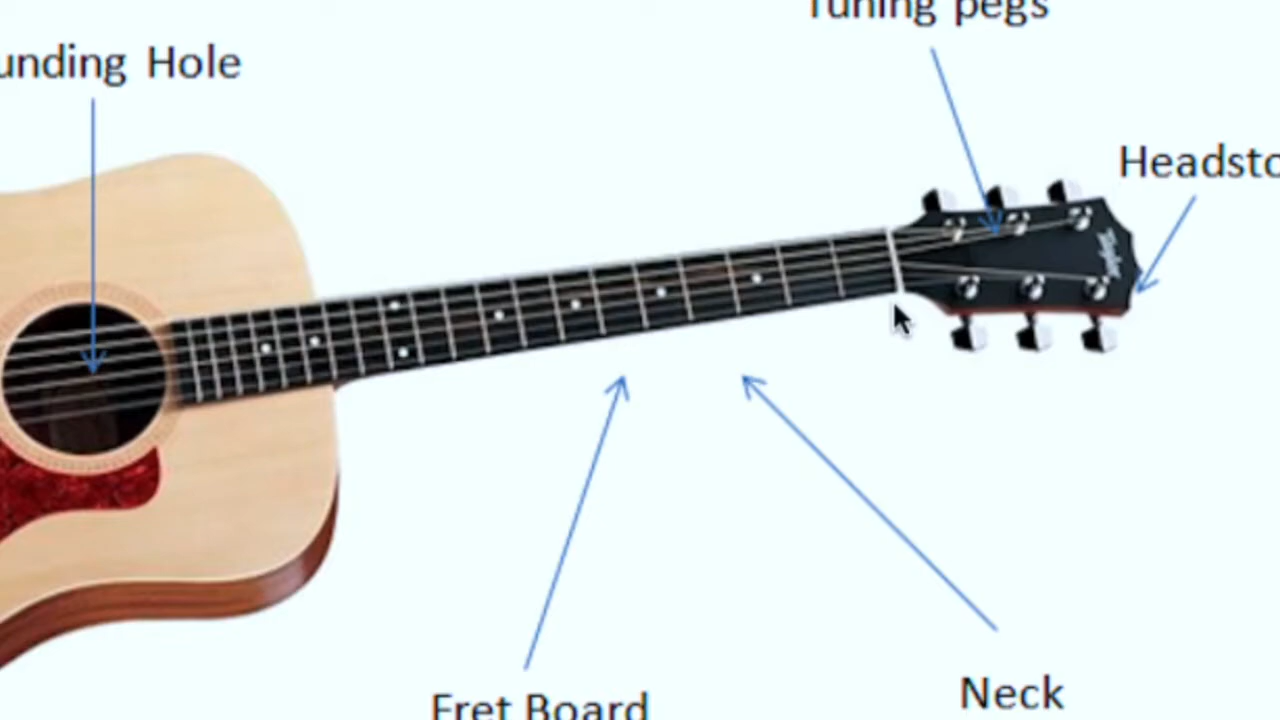 Tuning pegs
unding Hole
Headsto
Fret Board
Neck